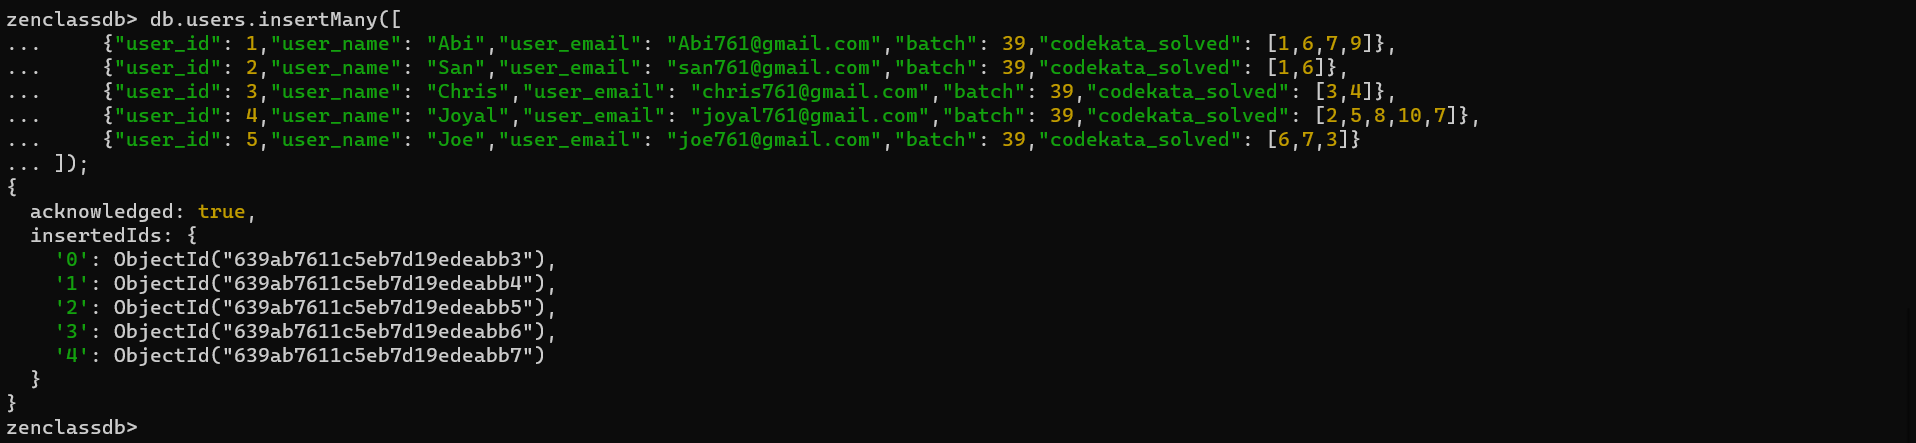 zenclassdb> db.users.insertMany([
...     {"user_id": 1,"user_name": "Abi","user_email": "Abi761@gmail.com","batch": 39,"codekata_solved": [1,6,7,9]},
...     {"user_id": 2,"user_name": "San","user_email": "san761@gmail.com","batch": 39,"codekata_solved": [1,6]},
...     {"user_id": 3,"user_name": "Chris","user_email": "chris761@gmail.com","batch": 39,"codekata_solved": [3,4]},
...     {"user_id": 4,"user_name": "Joyal","user_email": "joyal761@gmail.com","batch": 39,"codekata_solved": [2,5,8,10,7]},
...     {"user_id": 5,"user_name": "Joe","user_email": "joe761@gmail.com","batch": 39,"codekata_solved": [6,7,3]}
... ]);
{
  acknowledged: true,
  insertedIds: {
    '0': ObjectId("639ab7611c5eb7d19edeabb3"),
    '1': ObjectId("639ab7611c5eb7d19edeabb4"),
    '2': ObjectId("639ab7611c5eb7d19edeabb5"),
    '3': ObjectId("639ab7611c5eb7d19edeabb6"),
    '4': ObjectId("639ab7611c5eb7d19edeabb7")
  }
}
zenclassdb>